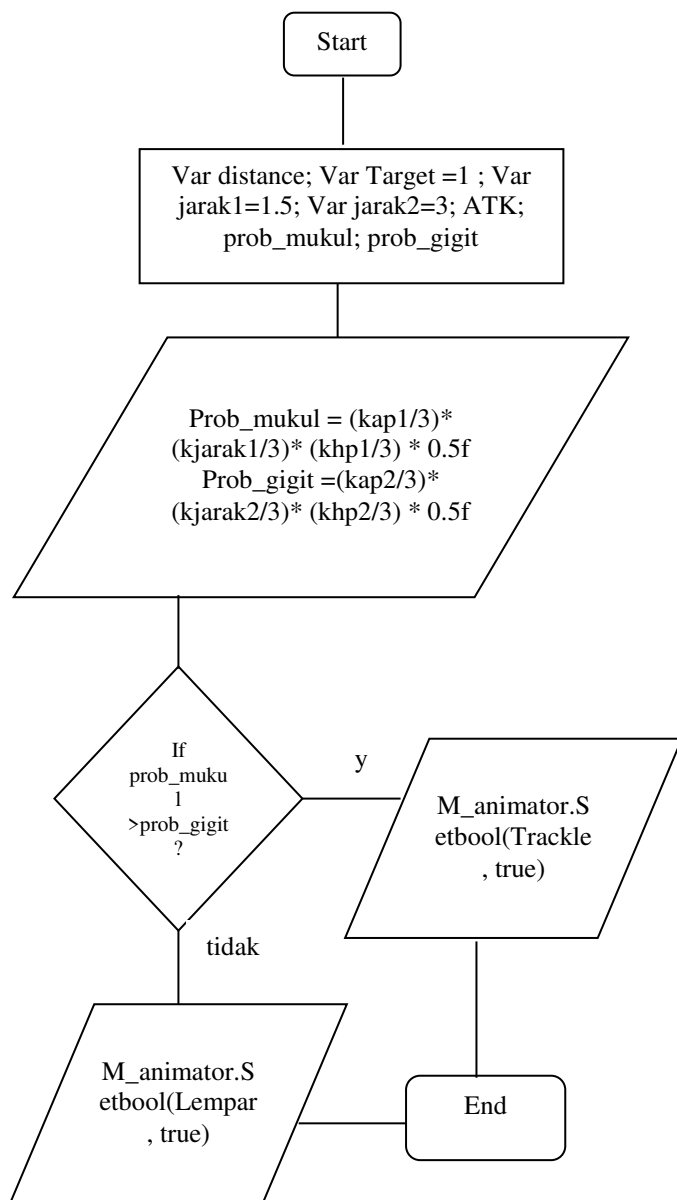 Start
Var distance; Var Target =1 ; Var
jarak1=1.5; Var jarak2=3; ATK;
prob_mukul; prob_gigit
Prob_mukul = (kap1/3)*
(kjarak1/3)* (khp1/3) * 0.5f
Prob_gigit =(kap2/3)*
(kjarak2/3)* (khp2/3) * 0.5f
If
prob_muku
l
>prob_gigit
?
y
M_animator.S
etbool(Trackle
, true)
tidak
M_animator.S
etbool(Lempar
, true)
End